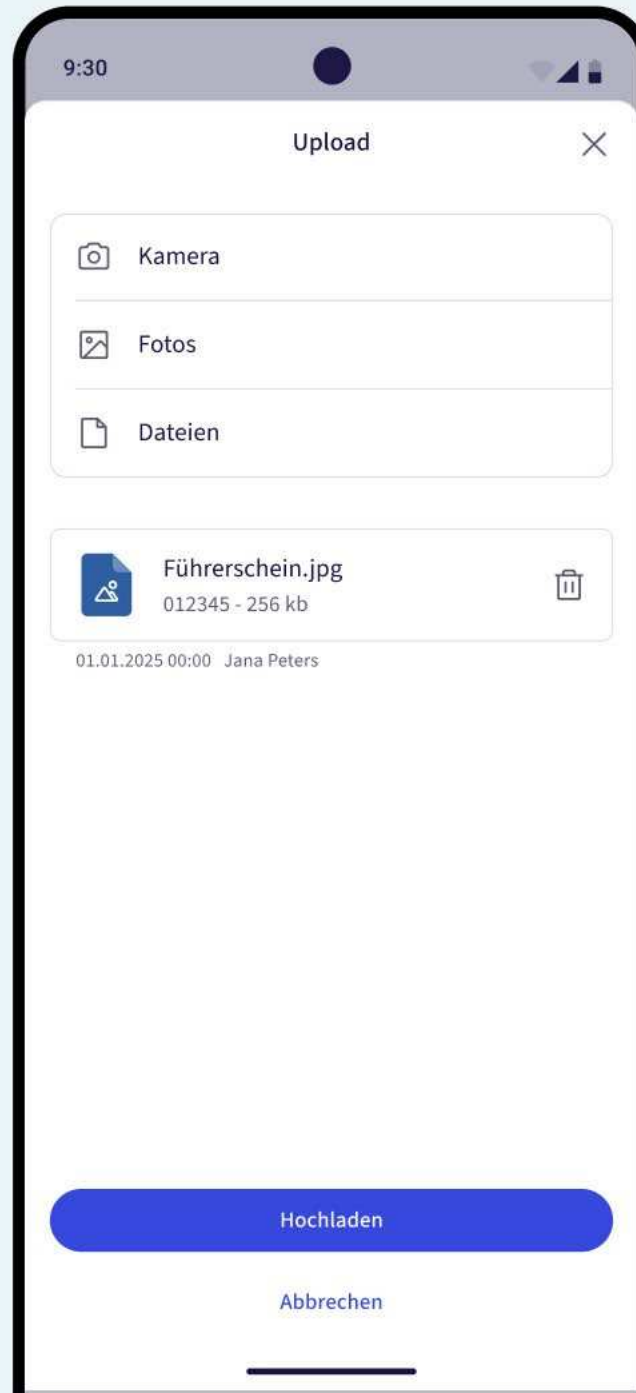 9:30
Upload
Kamera
Fotos
Dateien
Führerschein.jpg
012345 - 256 kb
01.01.2025 00:00 Jana Peters
Hochladen
Abbrechen